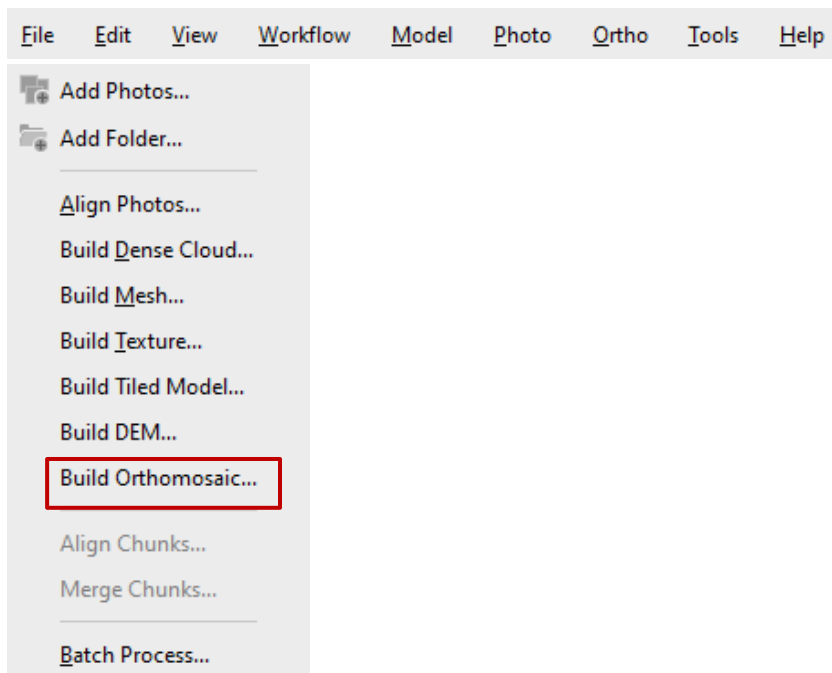 File Edit View Workflow Model Photo Ortho Tools Help
Add Photos...
Add Folder...
Align Photos...
Build Dense Cloud...
Build Mesh...
Build Texture...
Build Tiled Model...
Build DEM...
Build Orthomosaic...
Align Chunks...
Merge Chunks...
Batch Process...